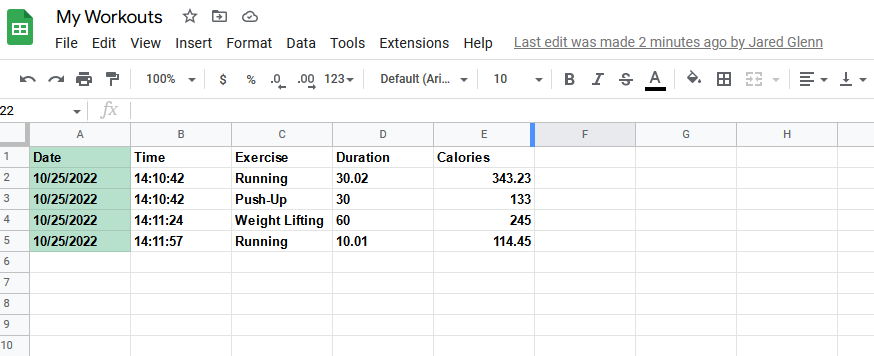 My Workouts
File Edit View Insert Format Data Tools Extensions Help Last edit was made 2 minutes ago by Jared Glenn
100% $ % .0 .00 123 Default (Ari... 10 B I S A
22 fx
A B C D E F G H
1 Date Time Exercise Duration Calories
2 10/25/2022 14:10:42 Running 30.02 343.23
3 10/25/2022 14:10:42 Push-Up 30 133
4 10/25/2022 14:11:24 Weight Lifting 60 245
5 10/25/2022 14:11:57 Running 10.01 114.45
6
7
8
9
10